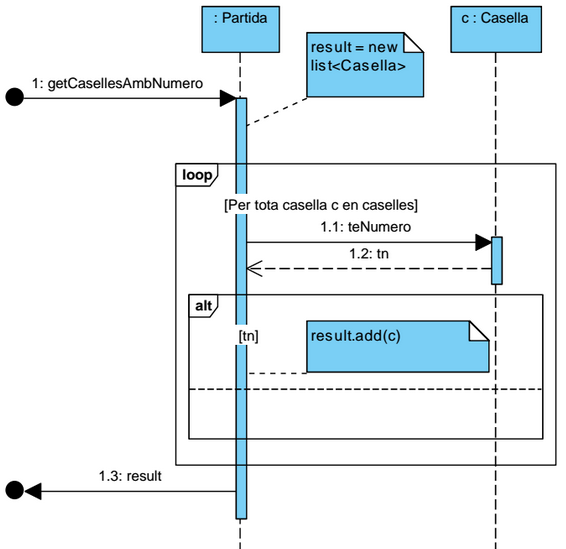 : Partida
c : Casella
result = new
list<Casella>
1: getCasellesAmbNumero
loop
[Per tota casella c en caselles]
1.1: teNumero
1.2: tn
alt
[tn]
result.add(c)
1.3: result